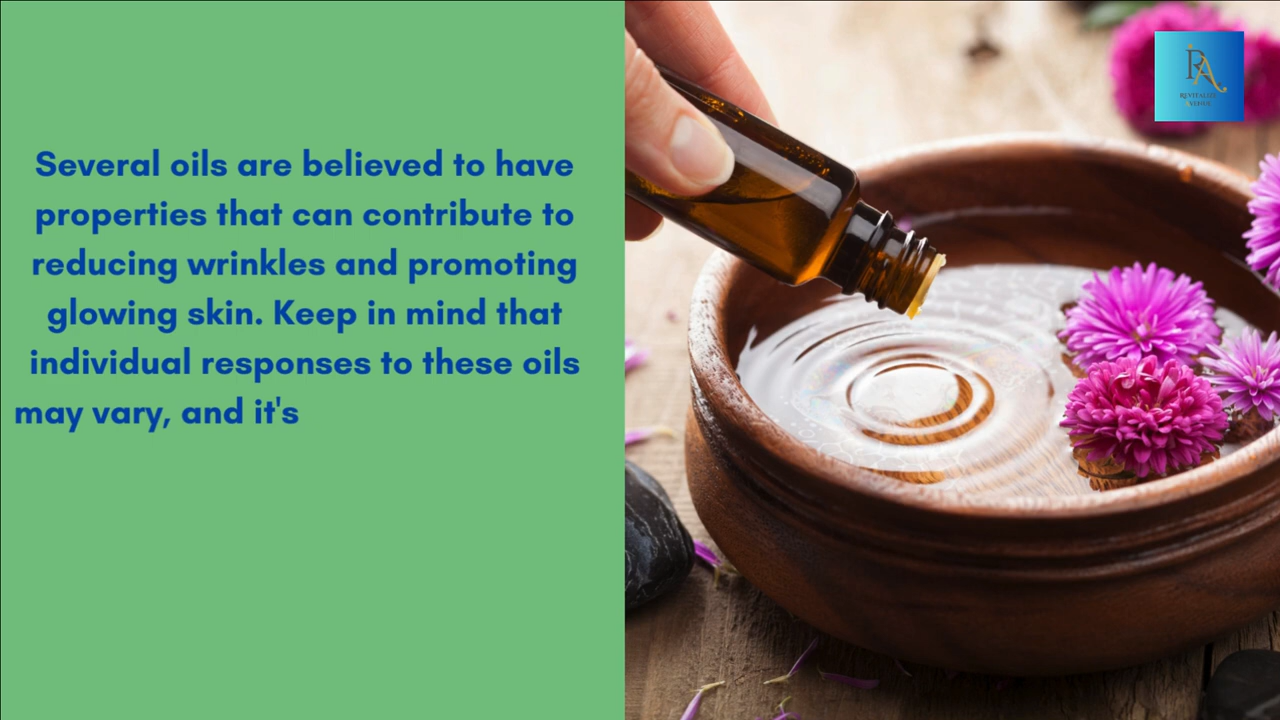 Several oils are believed to have
properties that can contribute to
reducing wrinkles and promoting
glowing skin. Keep in mind that
individual responses to these oils
may vary, and it's
RA